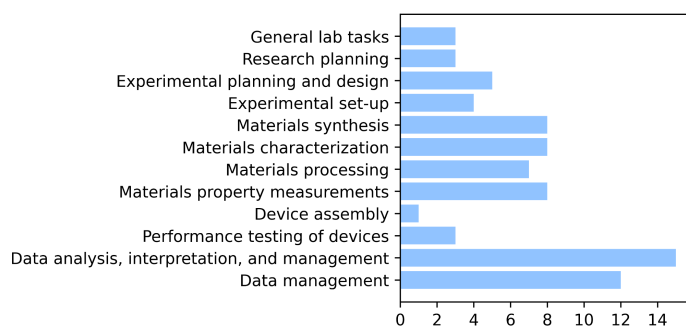 General lab tasks
Research planning
Experimental planning and design
Experimental set-up
Materials synthesis
Materials characterization
Materials processing
Materials property measurements
Device assembly
Performance testing of devices
Data analysis, interpretation, and management
Data management
0 2 4 6 8 10 12 14